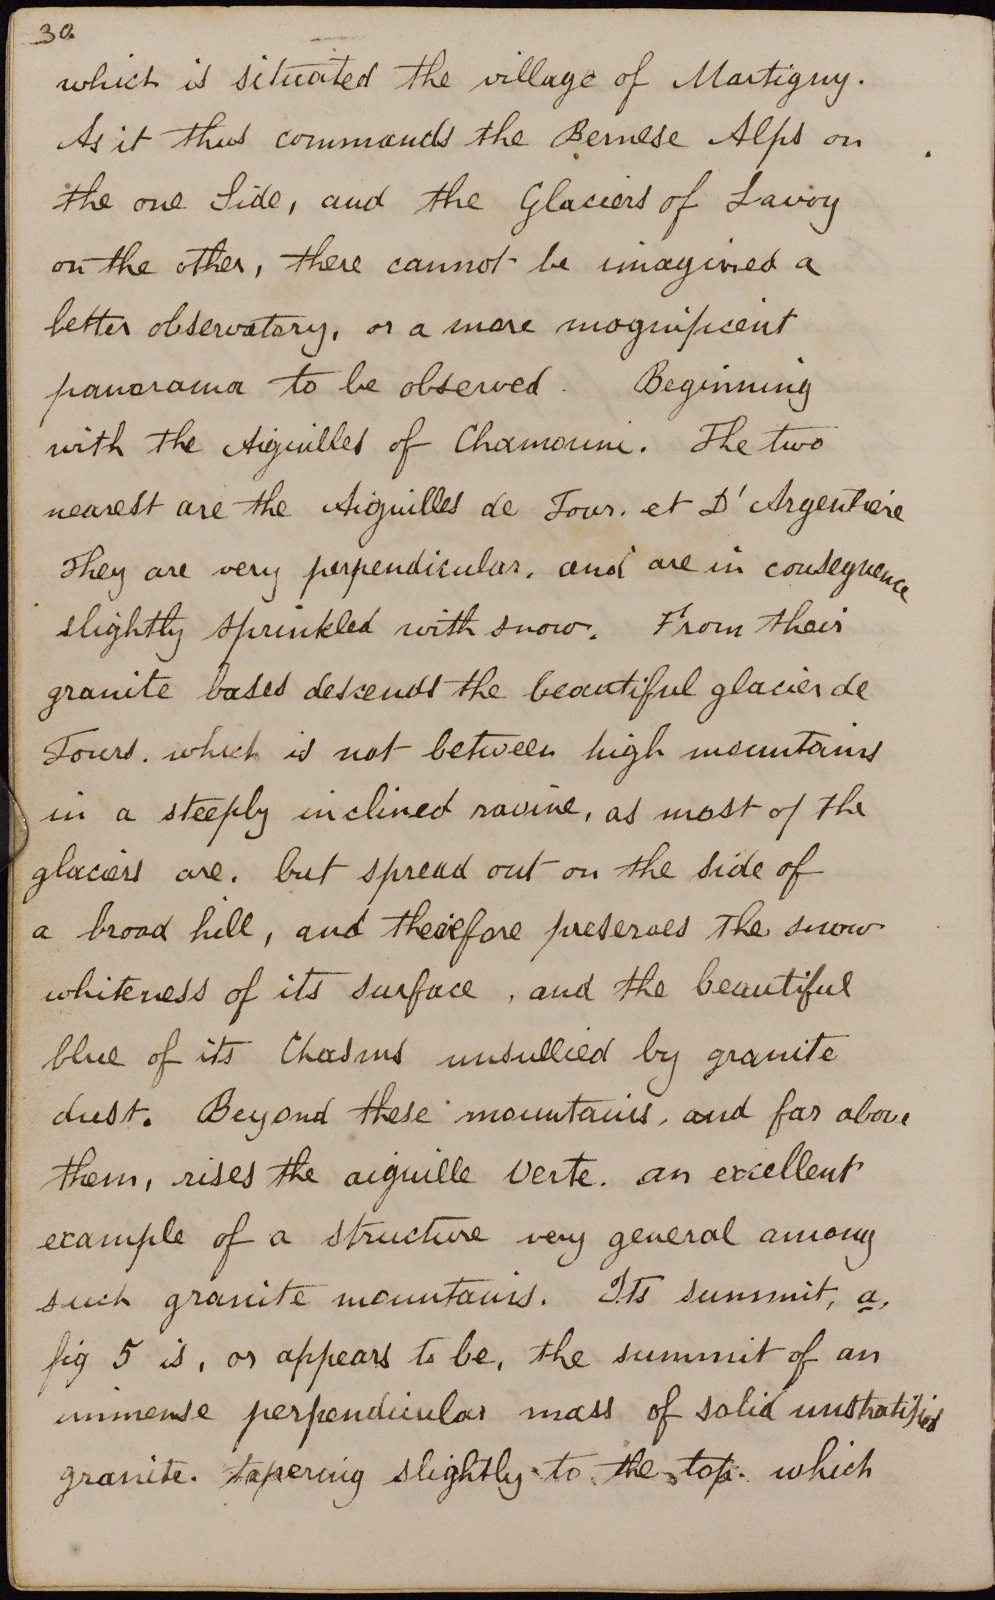 30.
which is situated the village of Martigny.
As it thus commands the Bernese Alps on
the one Side, and the Glaciers of Savoy
on the other, there cannot be imagined a
better observatory, or a more magnificent
panorama to be observed. Beginning
with the Aiguilles of Chamouni. The two
nearest are the Aiguilles de Tour. et D' Argentiere
They are very perpendicular. and are in consequence
slightly sprinkled with snow. From their
granite bases descends the beautiful glacier de
Tours. which is not between high mountains
in a steeply inclined ravine, as most of the
glaciers are. but spread out on the side of
a broad hill, and therefore preserves the snow
whiteness of its surface, and the beautiful
blue of its Chasms unsullied by granite
dust. Beyond these mountains, and far above
them, rises the aiguille Verte. an excellent
example of a structure very general among
such granite mountains. Its summit, a,
fig 5 is, or appears to be, the summit of an
immense perpendicular mass of solid unstratified
granite. tapering slightly to the top. which